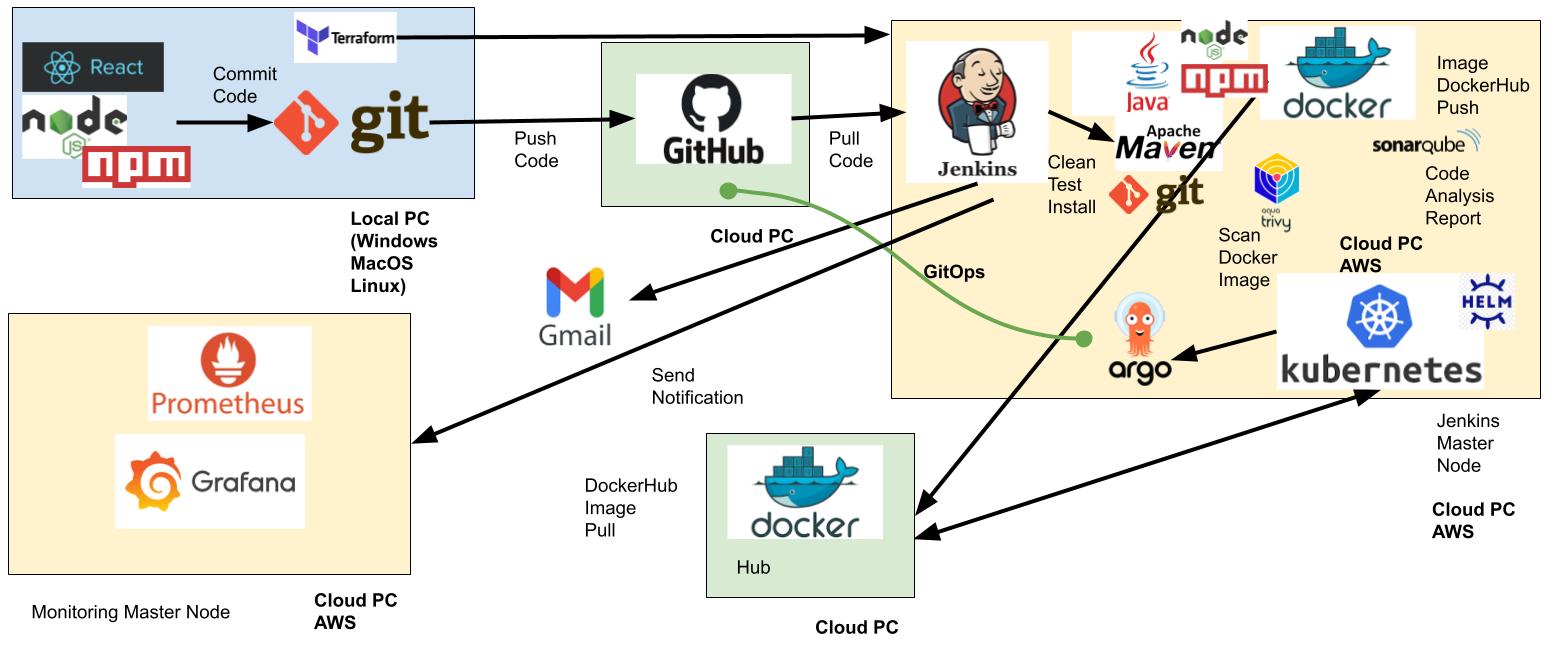 React
node
JS
npm
Commit
Code
Terraform
git
Local PC
(Windows
MacOS
Linux)
Push
Code
GitHub
Cloud PC
Pull
Code
Jenkins
Clean
Test
Install
Java
node
JS
npm
Apache
Maven
git
docker
Image
DockerHub
Push
sonarqube
Code
Analysis
Report
aqua
trivy
Scan
Docker
Image
Cloud PC
AWS
GitOps
argo
kubernetes
HELM
Jenkins
Master
Node
Cloud PC
AWS
Gmail
Send
Notification
Prometheus
Grafana
Monitoring Master Node
Cloud PC
AWS
DockerHub
Image
Pull
docker
Hub
Cloud PC